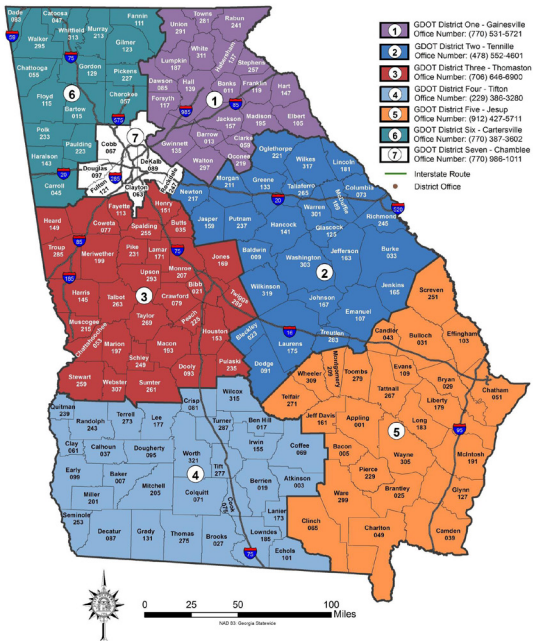 GDOT District One - Gainesville
Office Number: (770) 531-5721
GDOT District Two - Tennille
Office Number: (478) 552-4601
GDOT District Three - Thomaston
Office Number: (706) 646-6900
GDOT District Four - Tifton
Office Number: (229) 386-3280
GDOT District Five - Jesup
Office Number: (912) 427-5711
GDOT District Six - Cartersville
Office Number: (770) 387-3602
GDOT District Seven - Chamblee
Office Number: (770) 986-1011
Interstate Route
District Office
Dade
083
Catoosa
047
Whitfield
313
Murray
213
Fannin
111
Walker
295
Gilmer
123
Chattooga
055
Gordon
129
Pickens
227
Floyd
115
Bartow
015
Cherokee
057
Polk
233
Paulding
223
Haralson
143
Carroll
045
6
Union
291
Towns
281
Rabun
241
White
311
Habersham
137
Stephens
257
Lumpkin
187
Dawson
085
Hall
139
Banks
011
Franklin
119
Hart
147
Forsyth
117
Jackson
157
Madison
195
Elbert
105
Gwinnett
135
Barrow
013
Clarke
059
Oconee
219
Walton
297
1
7
Cobb
067
DeKalb
089
Douglas
097
Fulton
121
Clayton
063
Rockdale
247
Newton
217
Morgan
211
Oglethorpe
221
Wilkes
317
Lincoln
181
Greene
133
Taliaferro
265
Columbia
073
McDuffie
189
Warren
301
Richmond
245
Jasper
159
Putnam
237
Hancock
141
Glascock
125
Burke
033
Baldwin
009
Washington
303
Jefferson
163
Wilkinson
319
Johnson
167
Jenkins
165
Emanuel
107
Bleckley
023
Laurens
175
Treutlen
283
Dodge
091
2
Heard
149
Coweta
077
Fayette
113
Henry
151
Spalding
255
Butts
035
Troup
285
Meriwether
199
Pike
231
Lamar
171
Jones
169
Upson
293
Monroe
207
Harris
145
Talbot
263
Crawford
079
Bibb
021
Twiggs
289
Muscogee
215
Taylor
269
Peach
225
Houston
153
Chattahoochee
053
Marion
197
Macon
193
Schley
249
Dooly
093
Pulaski
235
Stewart
259
Webster
307
Sumter
261
3
Screven
251
Candler
043
Bulloch
031
Effingham
103
Wheeler
309
Montgomery
209
Toombs
279
Evans
109
Bryan
029
Chatham
051
Tattnall
267
Liberty
179
Telfair
271
Jeff Davis
161
Appling
001
Long
183
Bacon
005
Wayne
305
McIntosh
191
Pierce
229
Ware
299
Brantley
025
Glynn
127
Clinch
065
Charlton
049
Camden
039
5
Quitman
239
Randolph
243
Terrell
273
Lee
177
Crisp
081
Wilcox
315
Turner
287
Ben Hill
017
Clay
061
Calhoun
037
Dougherty
095
Worth
321
Irwin
155
Coffee
069
Early
099
Baker
007
Tift
277
Miller
201
Mitchell
205
Colquitt
071
Berrien
019
Atkinson
003
Seminole
253
Cook
075
Lanier
173
Decatur
087
Grady
131
Thomas
275
Brooks
027
Lowndes
185
Echols
101
4
0 25 50 100
Miles
NAD 83: Georgia Statewide